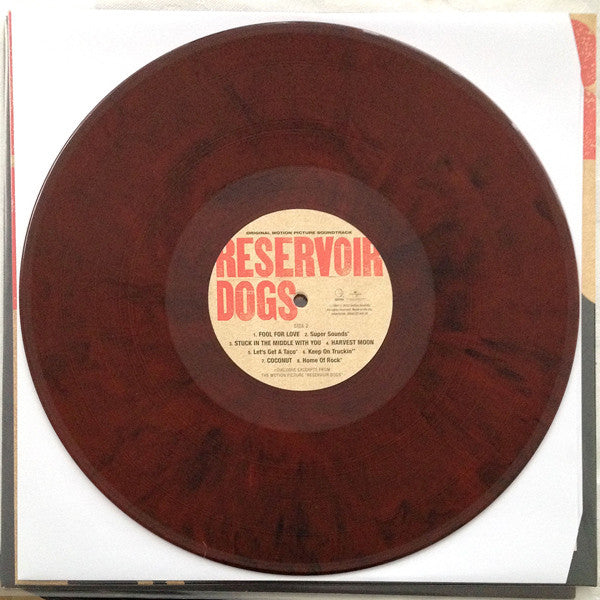 ORIGINAL MOTION PICTURE SOUNDTRACK
RESERVOIR
DOGS
SIDE 2
1. FOOL FOR LOVE 2. Super Sounds*
3. STUCK IN THE MIDDLE WITH YOU 4. HARVEST MOON
5. Let's Get A Taco* 6. Keep On Truckin'*
7. COCONUT 8. Home Of Rock*
*DIALOGUE EXCERPTS FROM
THE MOTION PICTURE "RESERVOIR DOGS"